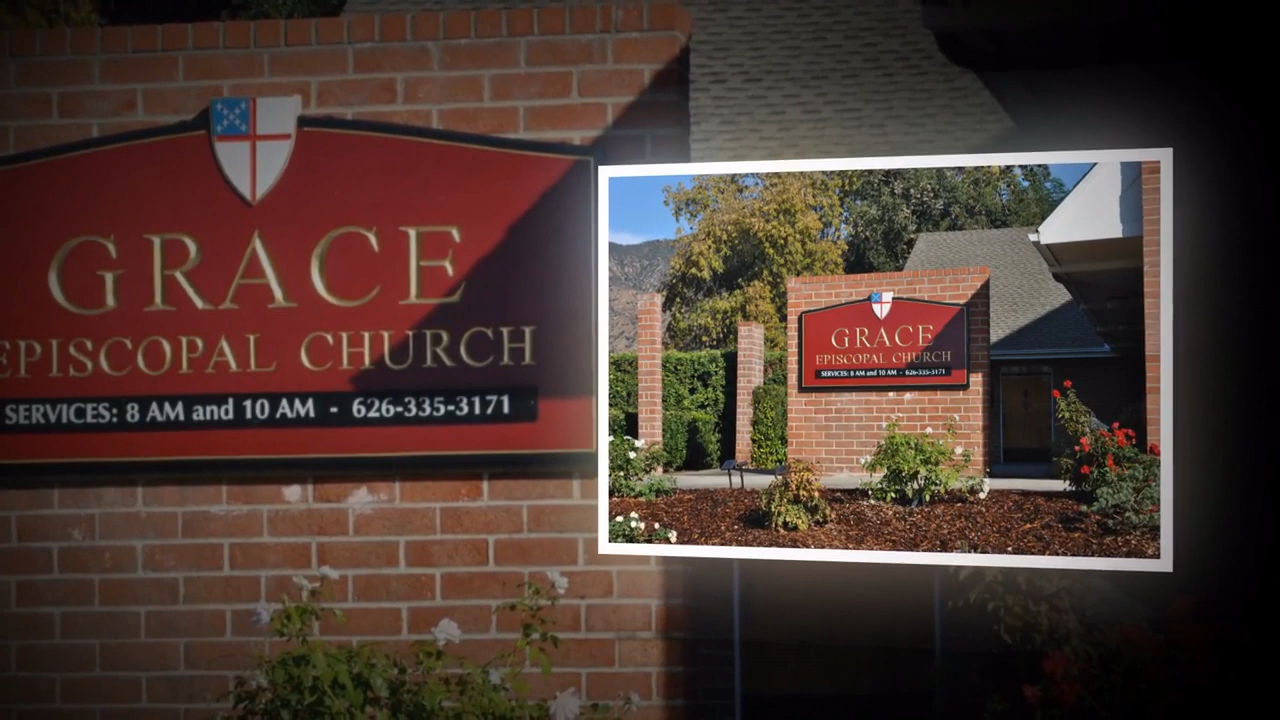 GRACE
EPISCOPAL CHURCH
SERVICES: 8 AM and 10 AM - 626-335-3171
GRACE
EPISCOPAL CHURCH
SERVICES: 8 AM and 10 AM - 626-335-3171